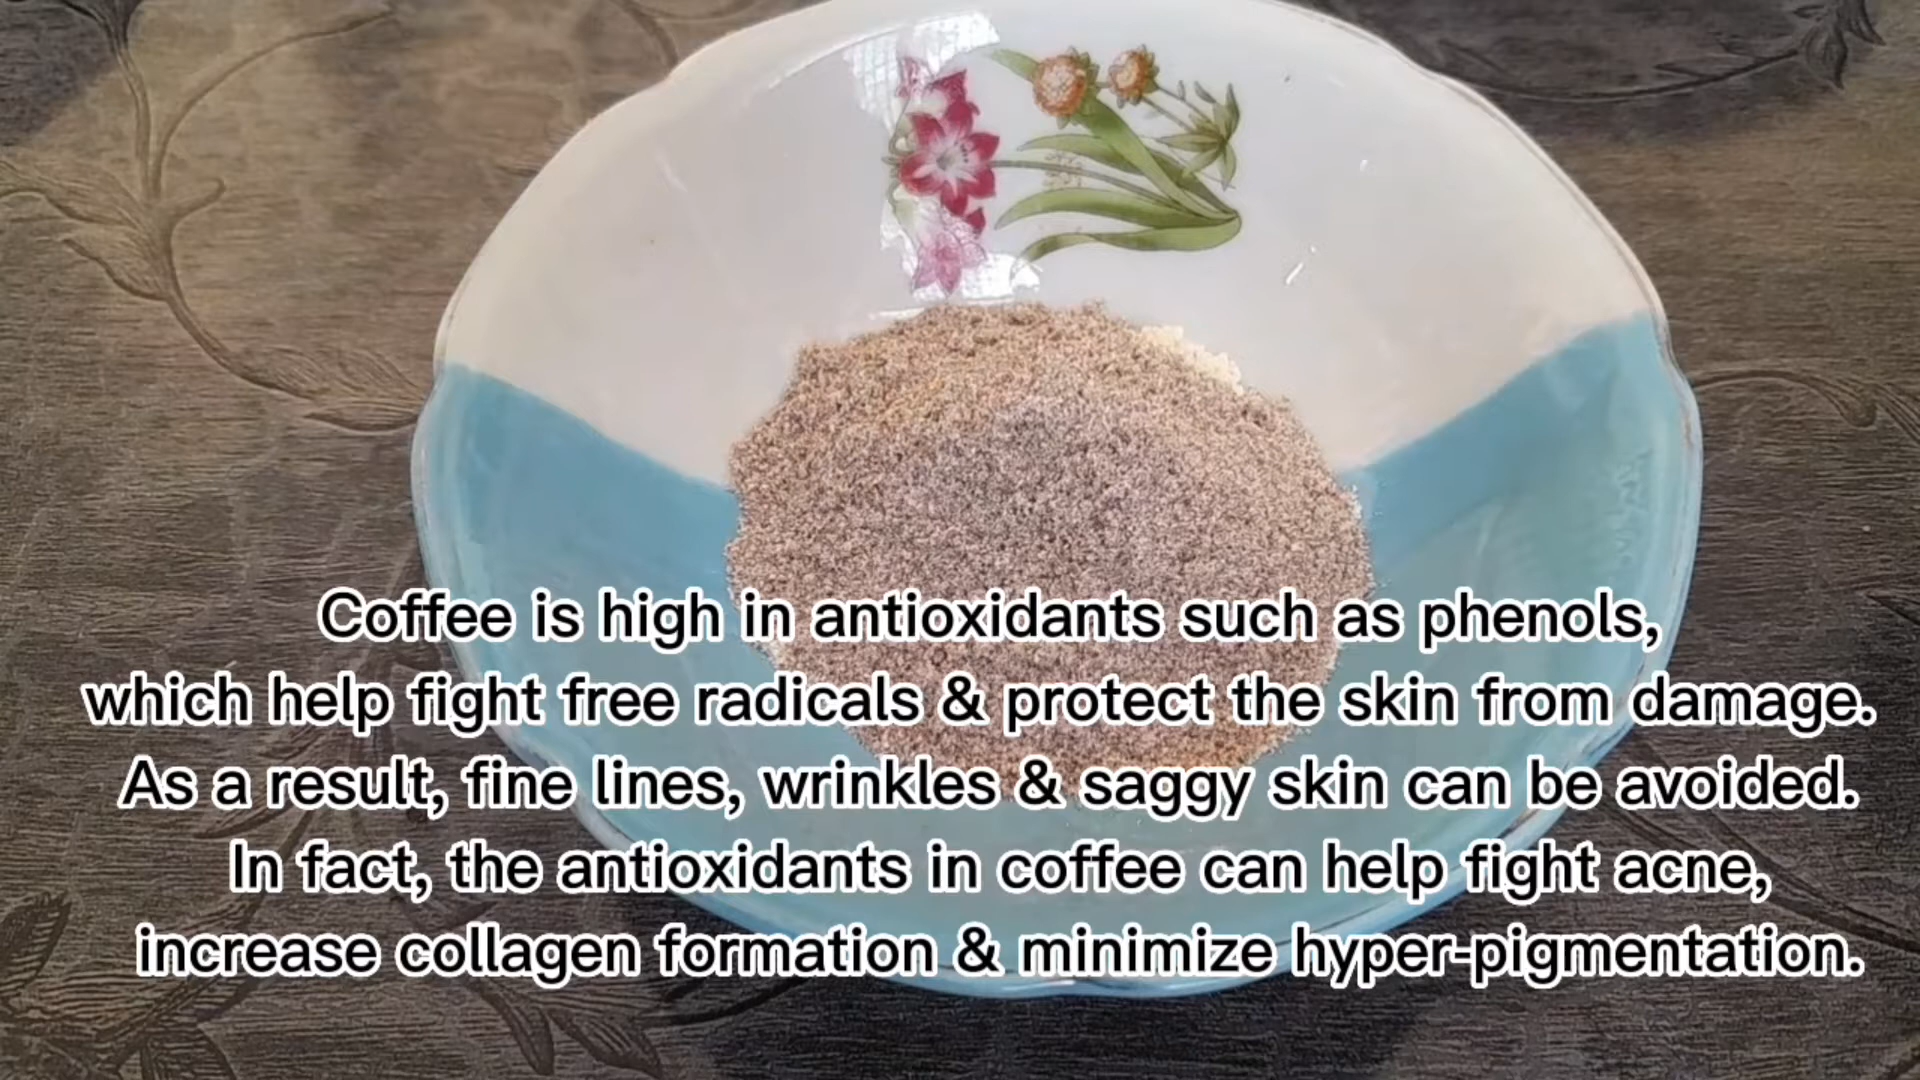 Coffee is high in antioxidants such as phenols,
which help fight free radicals & protect the skin from damage.
As a result, fine lines, wrinkles & saggy skin can be avoided.
In fact, the antioxidants in coffee can help fight acne,
increase collagen formation & minimize hyper-pigmentation.